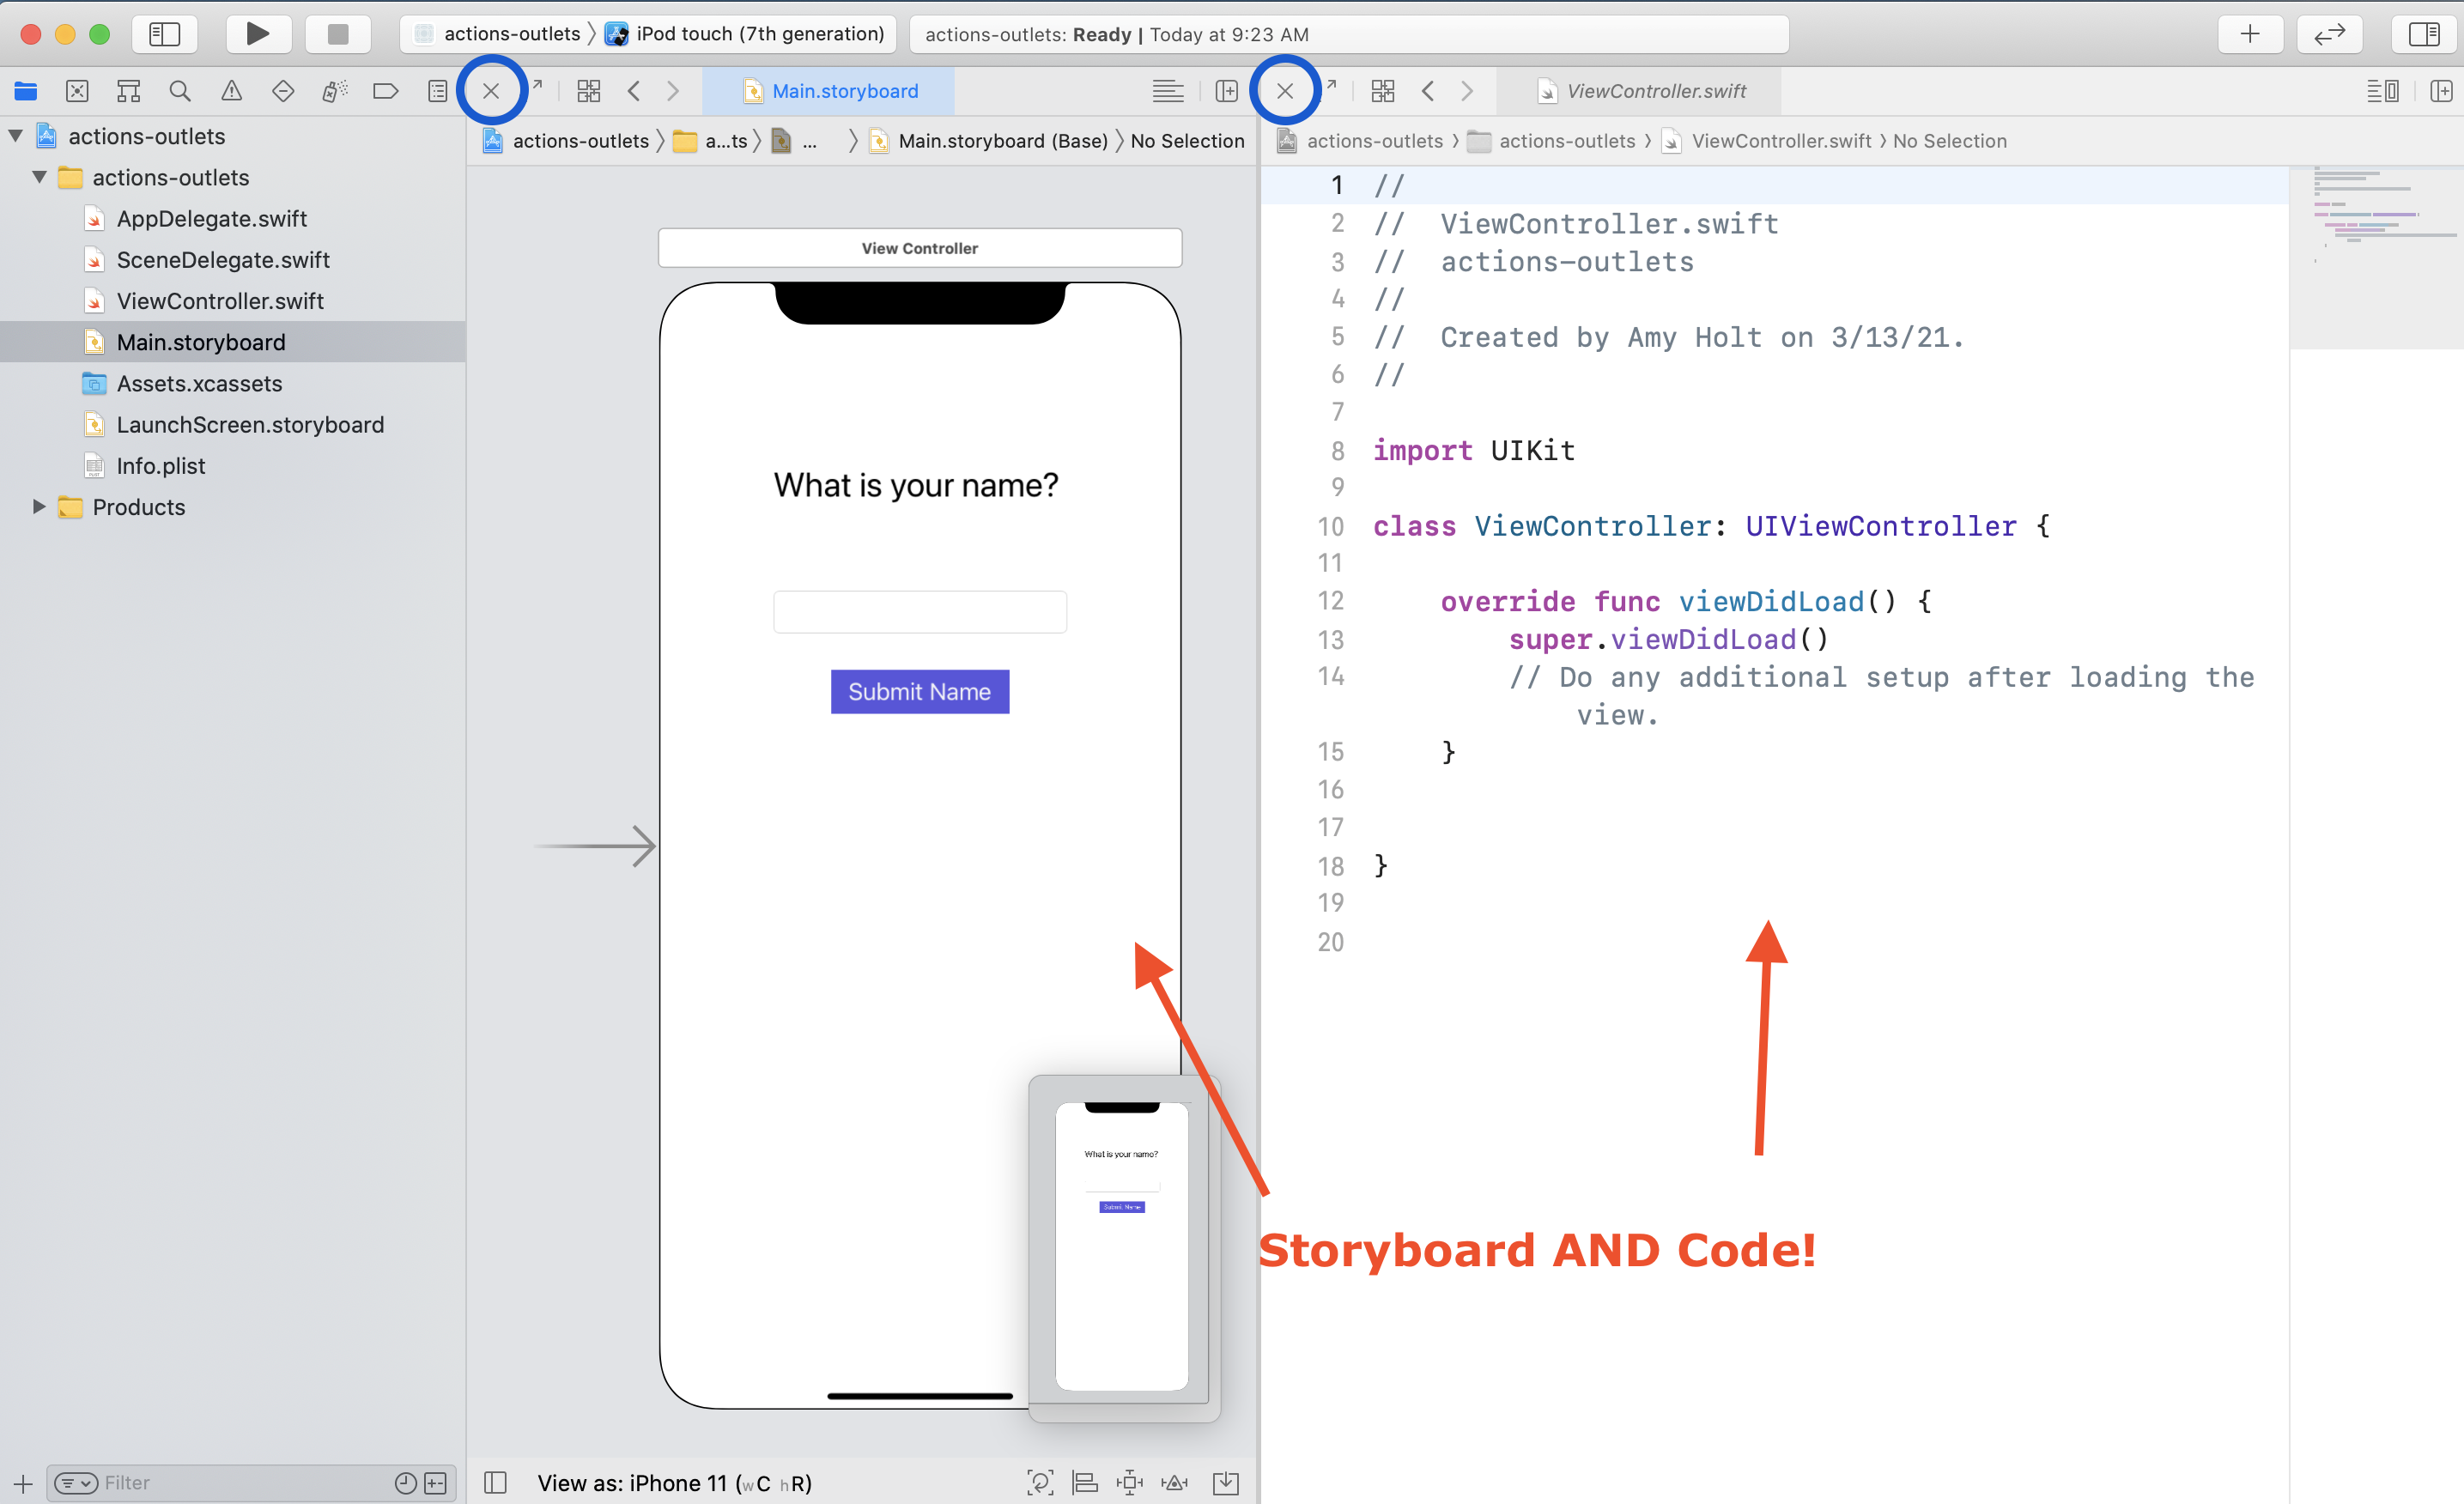 actions-outlets 〉 iPod touch (7th generation)
actions-outlets: Ready | Today at 9:23 AM
Main.storyboard
ViewController.swift
actions-outlets
actions-outlets
AppDelegate.swift
SceneDelegate.swift
ViewController.swift
Main.storyboard
Assets.xcassets
LaunchScreen.storyboard
Info.plist
Products
Filter
actions-outlets 〉 a...ts 〉 ... 〉 Main.storyboard (Base) 〉 No Selection
View Controller
What is your name?
Submit Name
What is your name?
Submit Name
View as: iPhone 11 (wC hR)
actions-outlets 〉 actions-outlets 〉 ViewController.swift 〉 No Selection
1 //
2 //  ViewController.swift
3 //  actions-outlets
4 //
5 //  Created by Amy Holt on 3/13/21.
6 //
7
8 import UIKit
9
10 class ViewController: UIViewController {
11
12     override func viewDidLoad() {
13         super.viewDidLoad()
14         // Do any additional setup after loading the
view.
15     }
16
17
18 }
19
20
Storyboard AND Code!